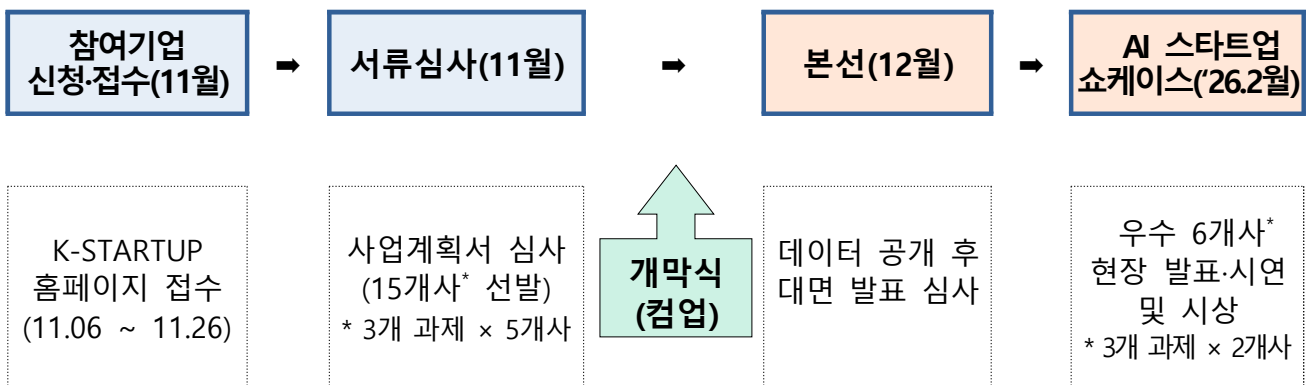 참여기업
신청·접수(11월)
➡
서류심사(11월)
➡
본선(12월)
➡
AI 스타트업
쇼케이스(‘26.2월)
K-STARTUP
홈페이지 접수
(11.06 ~ 11.26)
사업계획서 심사
(15개사* 선발)
* 3개 과제 × 5개사
개막식
(컴업)
데이터 공개 후
대면 발표 심사
우수 6개사*
현장 발표·시연
및 시상
* 3개 과제 × 2개사